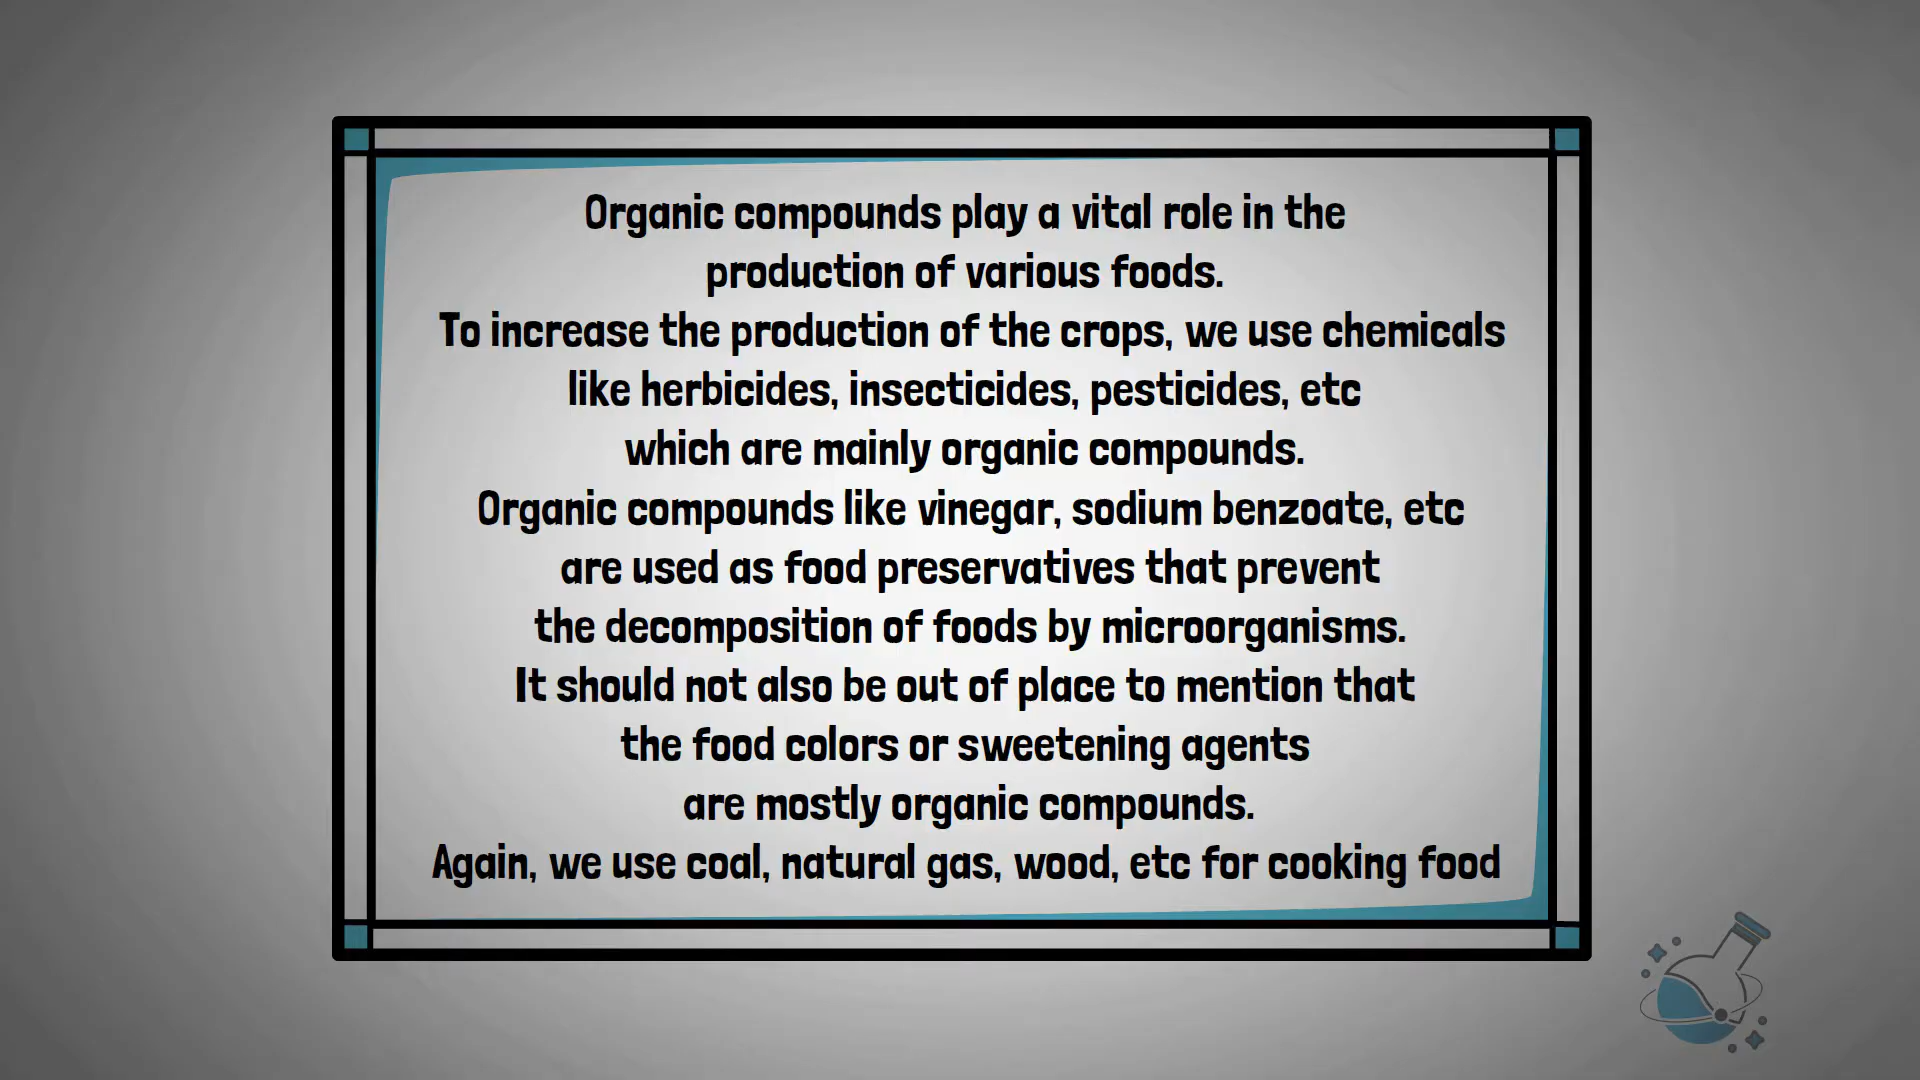 Organic compounds play a vital role in the
production of various foods.
To increase the production of the crops, we use chemicals
like herbicides, insecticides, pesticides, etc
which are mainly organic compounds.
Organic compounds like vinegar, sodium benzoate, etc
are used as food preservatives that prevent
the decomposition of foods by microorganisms.
It should not also be out of place to mention that
the food colors or sweetening agents
are mostly organic compounds.
Again, we use coal, natural gas, wood, etc for cooking food